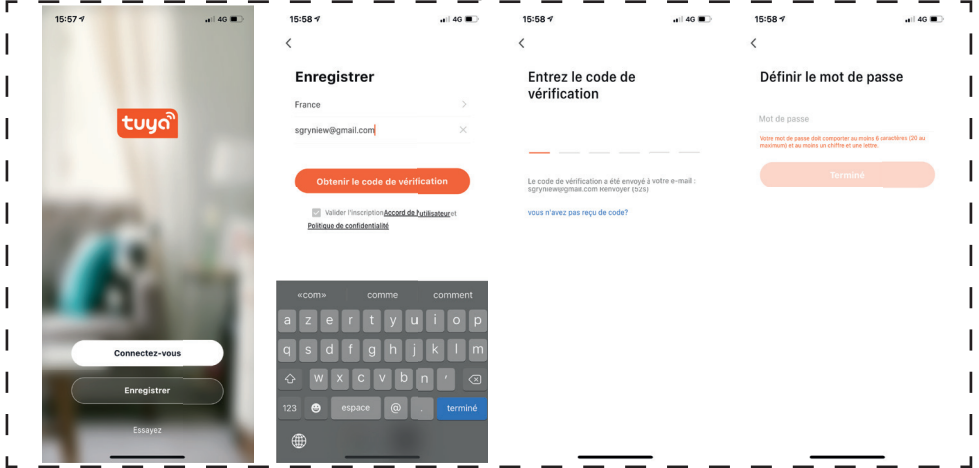 15:57
4G
tuya
Connectez-vous
Enregistrer
Essayez
15:58
4G
Enregistrer
France
sgryniew@gmail.com
Obtenir le code de vérification
Valider l'inscription Accord de l'utilisateur et
Politique de confidentialité
«com» comme comment
a z e r t y u i o p
q s d f g h j k l m
w x c v b n '
123 espace @ . terminé
15:58
4G
Entrez le code de
vérification
Le code de vérification a été envoyé à votre e-mail :
sgryniew@gmail.com Renvoyer (52s)
vous n'avez pas reçu de code?
15:58
4G
Définir le mot de passe
Mot de passe
Votre mot de passe doit comporter au moins 6 caractères (20 au
maximum) et au moins un chiffre et une lettre.
Terminé